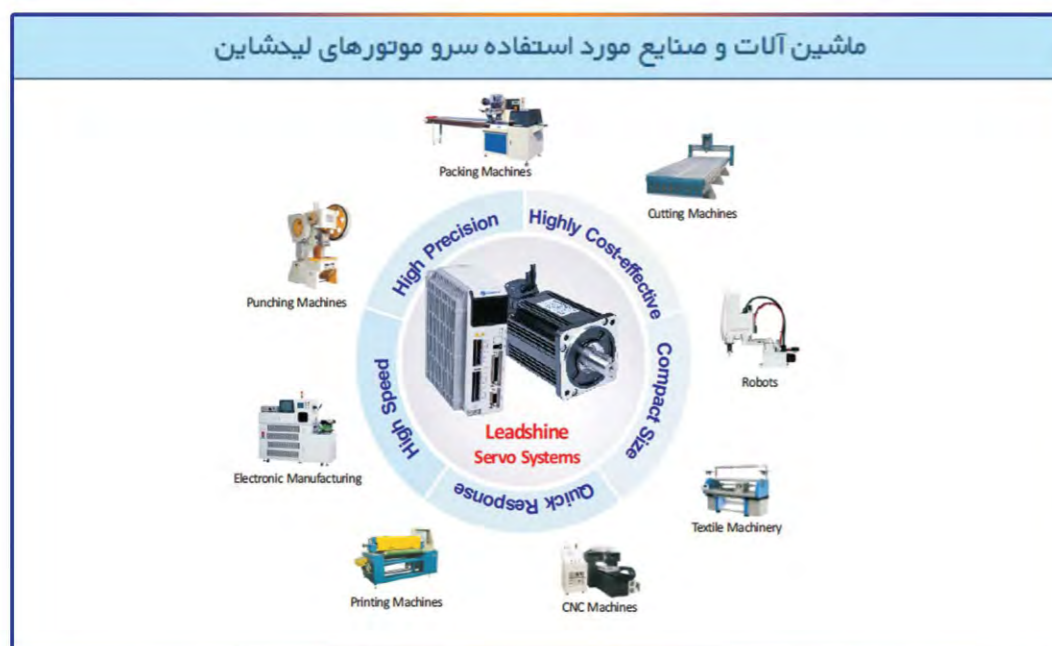 ماشین آلات و صنایع مورد استفاده سرو موتورهای لیدشاین
Packing Machines
Cutting Machines
Punching Machines
High Precision
Highly Cost-effective
Robots
High Speed
Compact Size
Leadshine
Servo Systems
Electronic Manufacturing
Quick Response
Textile Machinery
Printing Machines
CNC Machines